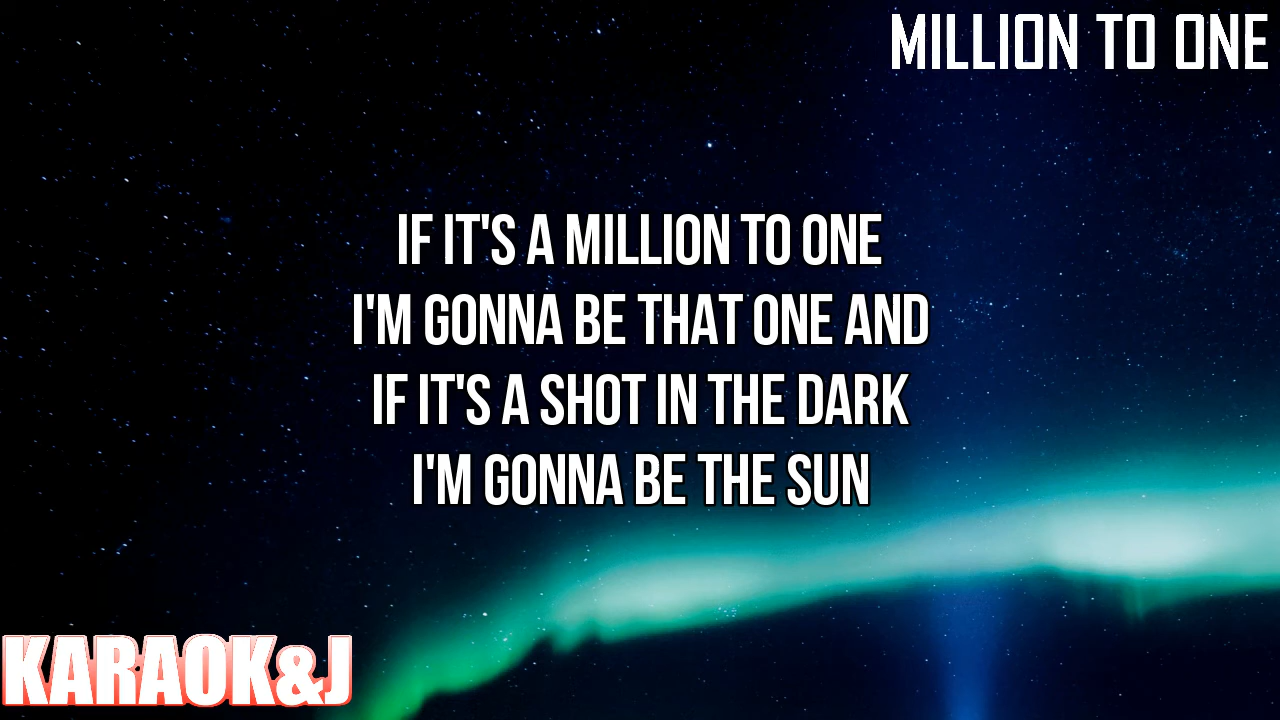 MILLION TO ONE
IF IT'S A MILLION TO ONE
I'M GONNA BE THAT ONE AND
IF IT'S A SHOT IN THE DARK
I'M GONNA BE THE SUN
KARAOK&J